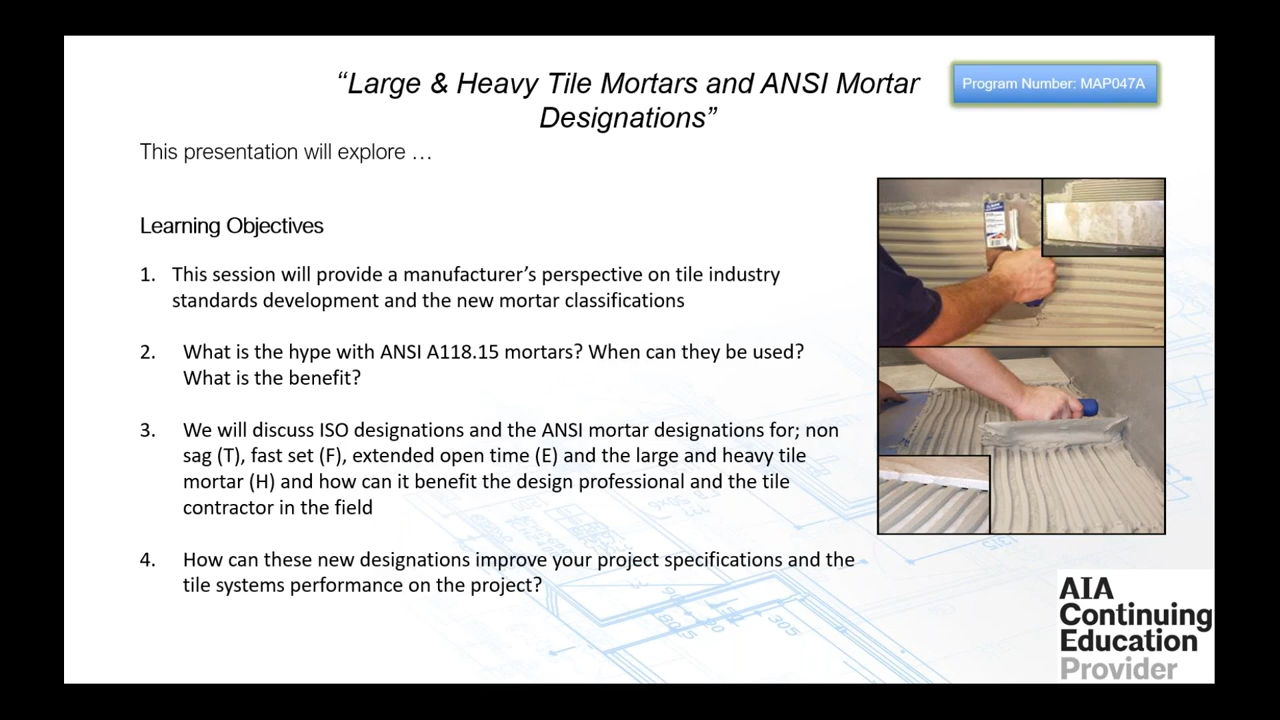 “Large & Heavy Tile Mortars and ANSI Mortar
Designations”
Program Number: MAP047A
This presentation will explore …
Learning Objectives
1. This session will provide a manufacturer’s perspective on tile industry
standards development and the new mortar classifications
2. What is the hype with ANSI A118.15 mortars? When can they be used?
What is the benefit?
3. We will discuss ISO designations and the ANSI mortar designations for; non
sag (T), fast set (F), extended open time (E) and the large and heavy tile
mortar (H) and how can it benefit the design professional and the tile
contractor in the field
4. How can these new designations improve your project specifications and the
tile systems performance on the project?
305
AIA
Continuing
Education
Provider